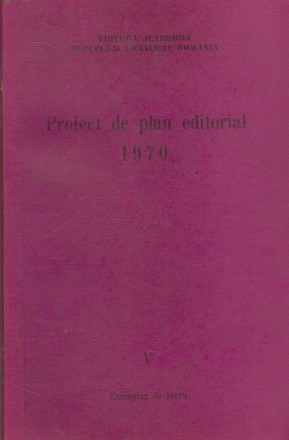 EDITURA ACADEMIEI
REPUBLICII SOCIALISTE ROMÂNIA
Proiect de plan editorial
1970
V
Exemplar de lucru